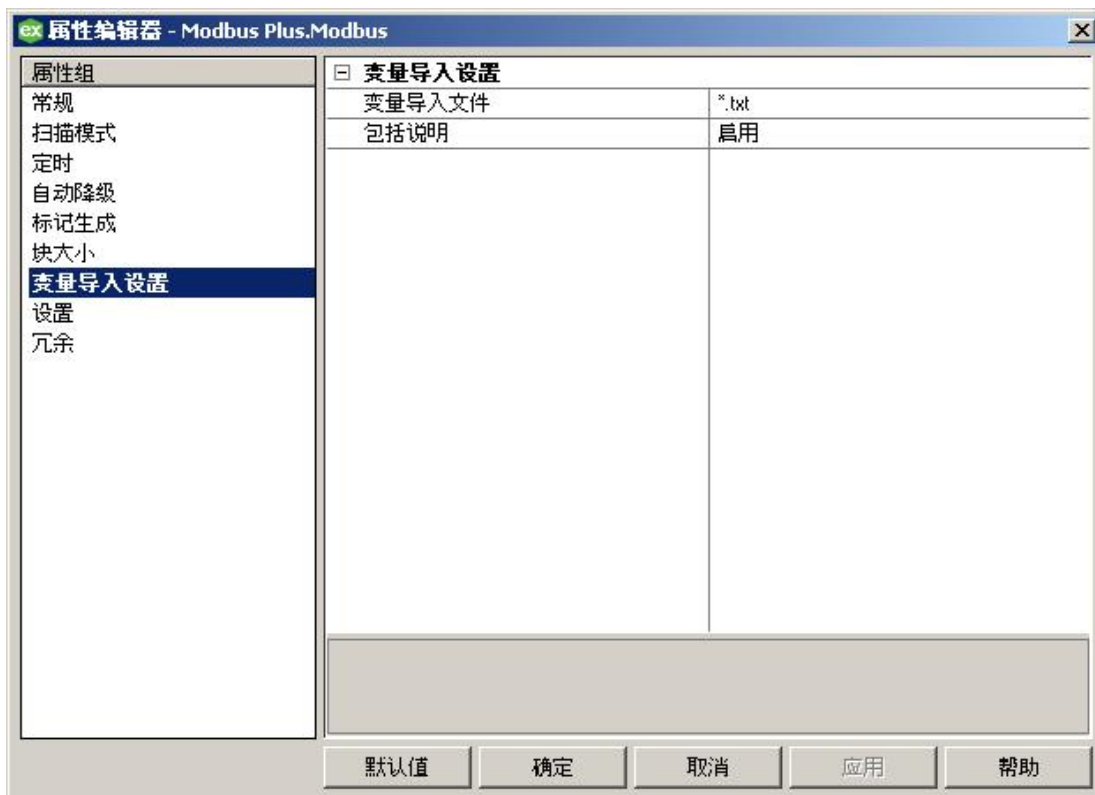 ex 属性编辑器 - Modbus Plus.Modbus
属性组
常规
扫描模式
定时
自动降级
标记生成
块大小
变量导入设置
设置
冗余
变量导入设置
变量导入文件 *.txt
包括说明 启用
默认值 确定 取消 应用 帮助